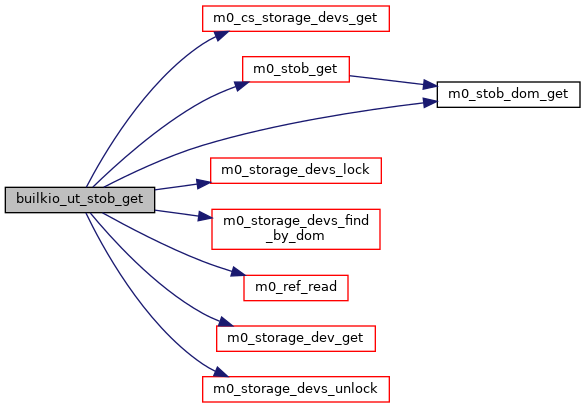 m0_cs_storage_devs_get
m0_stob_get
m0_stob_dom_get
m0_storage_devs_lock
builkio_ut_stob_get
m0_storage_devs_find
_by_dom
m0_ref_read
m0_storage_dev_get
m0_storage_devs_unlock